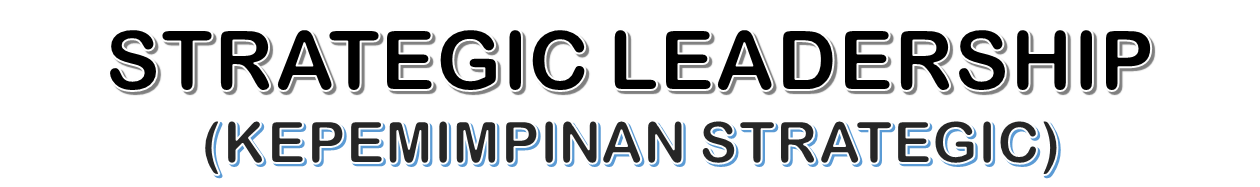 STRATEGIC LEADERSHIP
(KEPEMIMPINAN STRATEGIC)